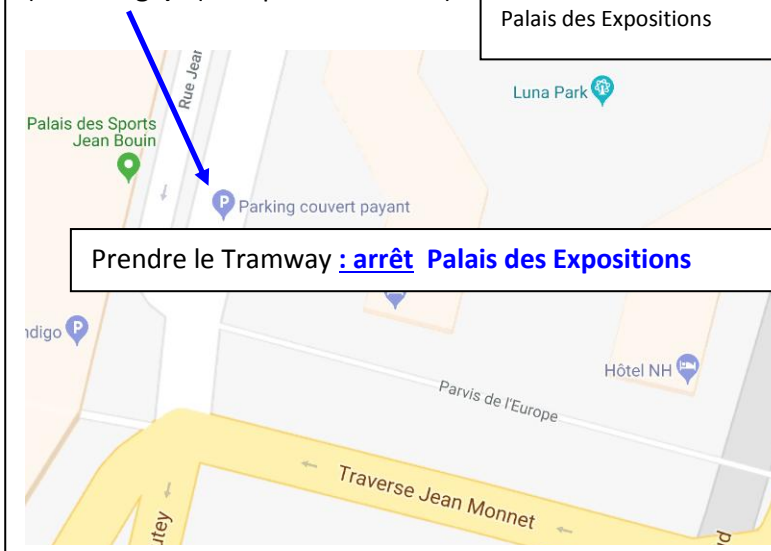 Palais des Expositions
Rue Jean
Luna Park
Palais des Sports
Jean Bouin
P
Parking couvert payant
Prendre le Tramway : arrêt Palais des Expositions
ndigo P
Hôtel NH
Parvis de l'Europe
Traverse Jean Monnet
utey